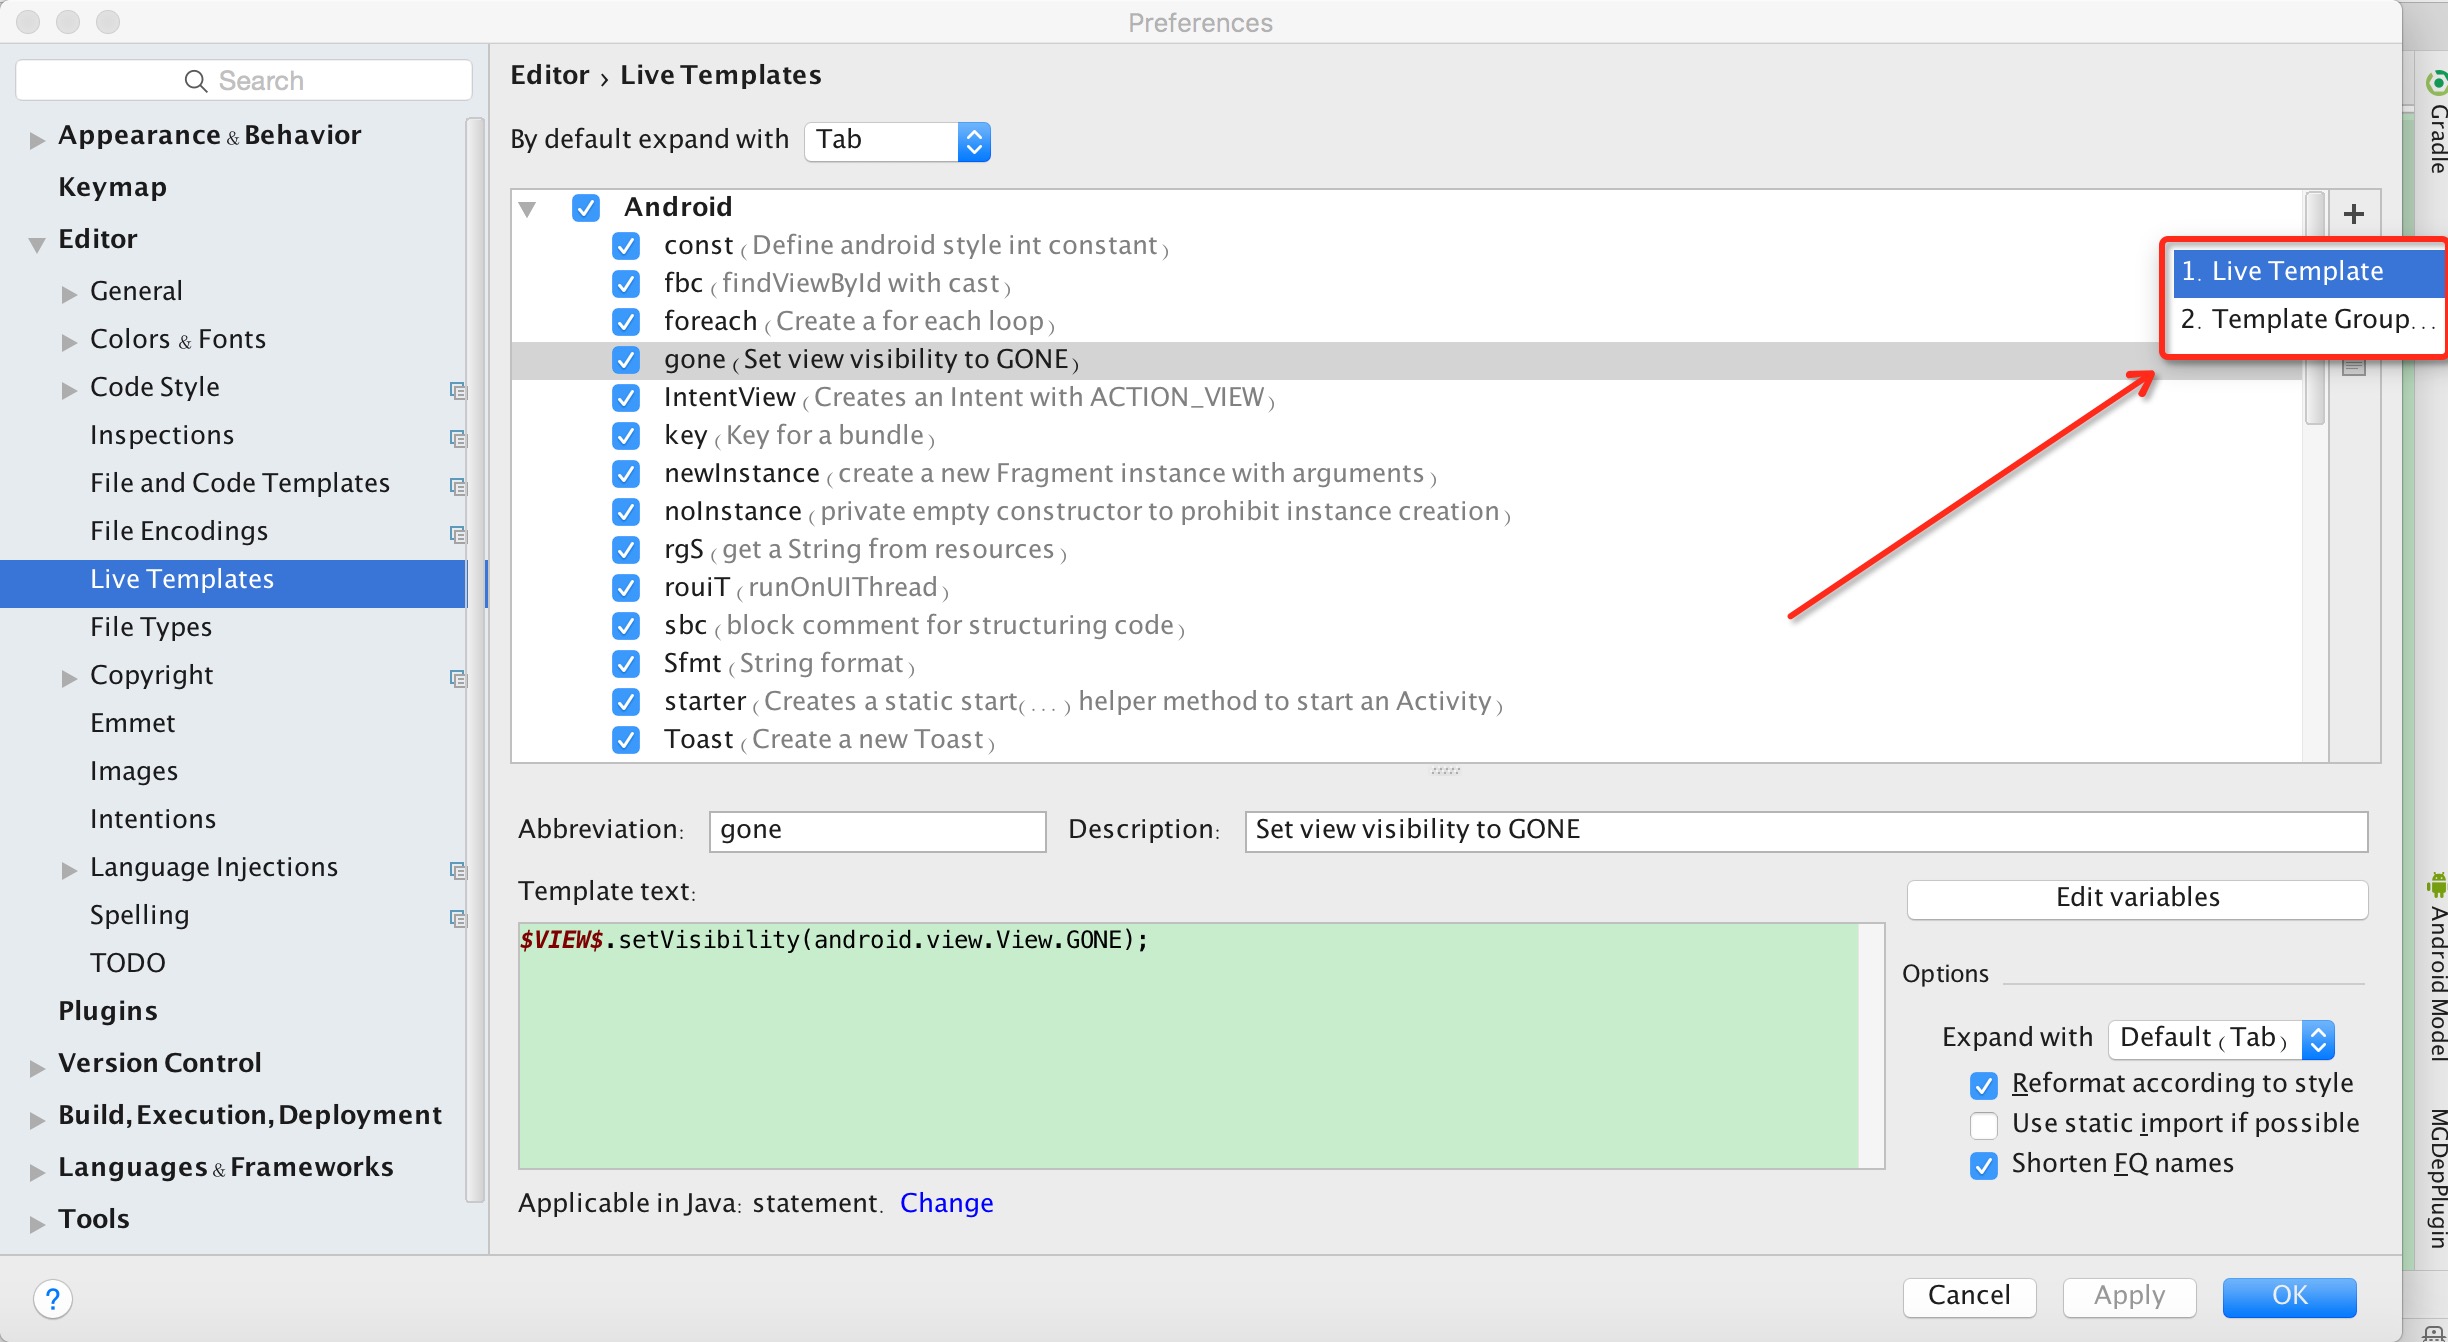 Preferences
Search
Appearance & Behavior
Keymap
Editor
General
Colors & Fonts
Code Style
Inspections
File and Code Templates
File Encodings
Live Templates
File Types
Copyright
Emmet
Images
Intentions
Language Injections
Spelling
TODO
Plugins
Version Control
Build, Execution, Deployment
Languages & Frameworks
Tools
?
Editor › Live Templates
By default expand with Tab
Android
const (Define android style int constant)
fbc (findViewById with cast)
foreach (Create a for each loop)
gone (Set view visibility to GONE)
IntentView (Creates an Intent with ACTION_VIEW)
key (Key for a bundle)
newInstance (create a new Fragment instance with arguments)
noInstance (private empty constructor to prohibit instance creation)
rgS (get a String from resources)
rouiT (runOnUIThread)
sbc (block comment for structuring code)
Sfmt (String format)
starter (Creates a static start(...) helper method to start an Activity)
Toast (Create a new Toast)
+
1. Live Template
2. Template Group...
Abbreviation: gone Description: Set view visibility to GONE
Template text:
$VIEW$.setVisibility(android.view.View.GONE);
Edit variables
Options
Expand with Default (Tab)
Reformat according to style
Use static import if possible
Shorten FQ names
Applicable in Java: statement. Change
Cancel Apply OK
Gradle
Android Model
MGDepPlugin